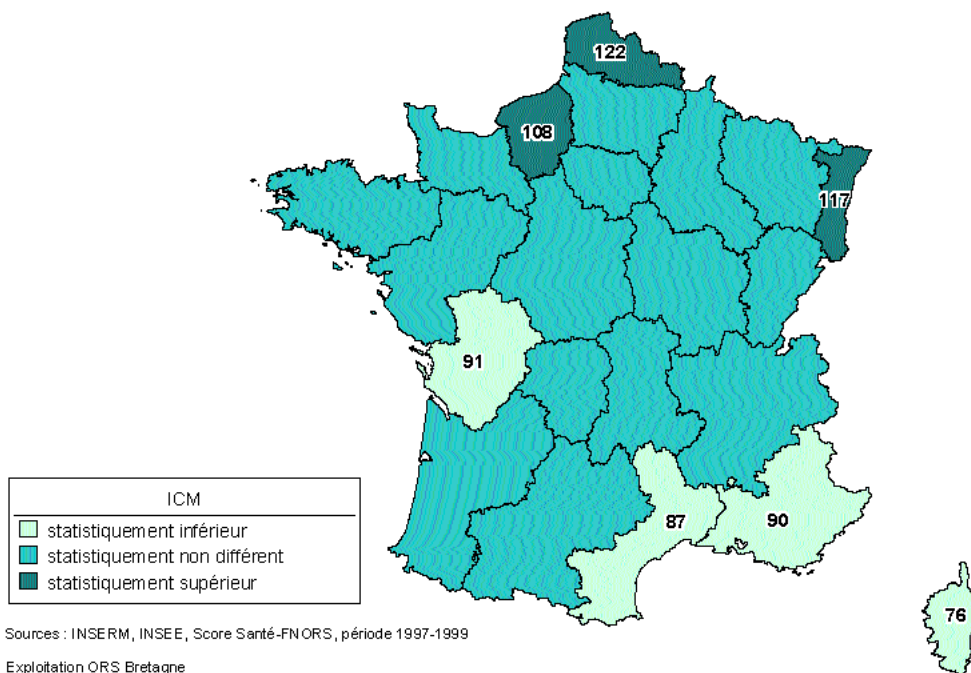 122
108
117
91
87
90
76
ICM
statistiquement inférieur
statistiquement non différent
statistiquement supérieur
Sources : INSERM, INSEE, Score Santé-FNORS, période 1997-1999
Exploitation ORS Bretagne